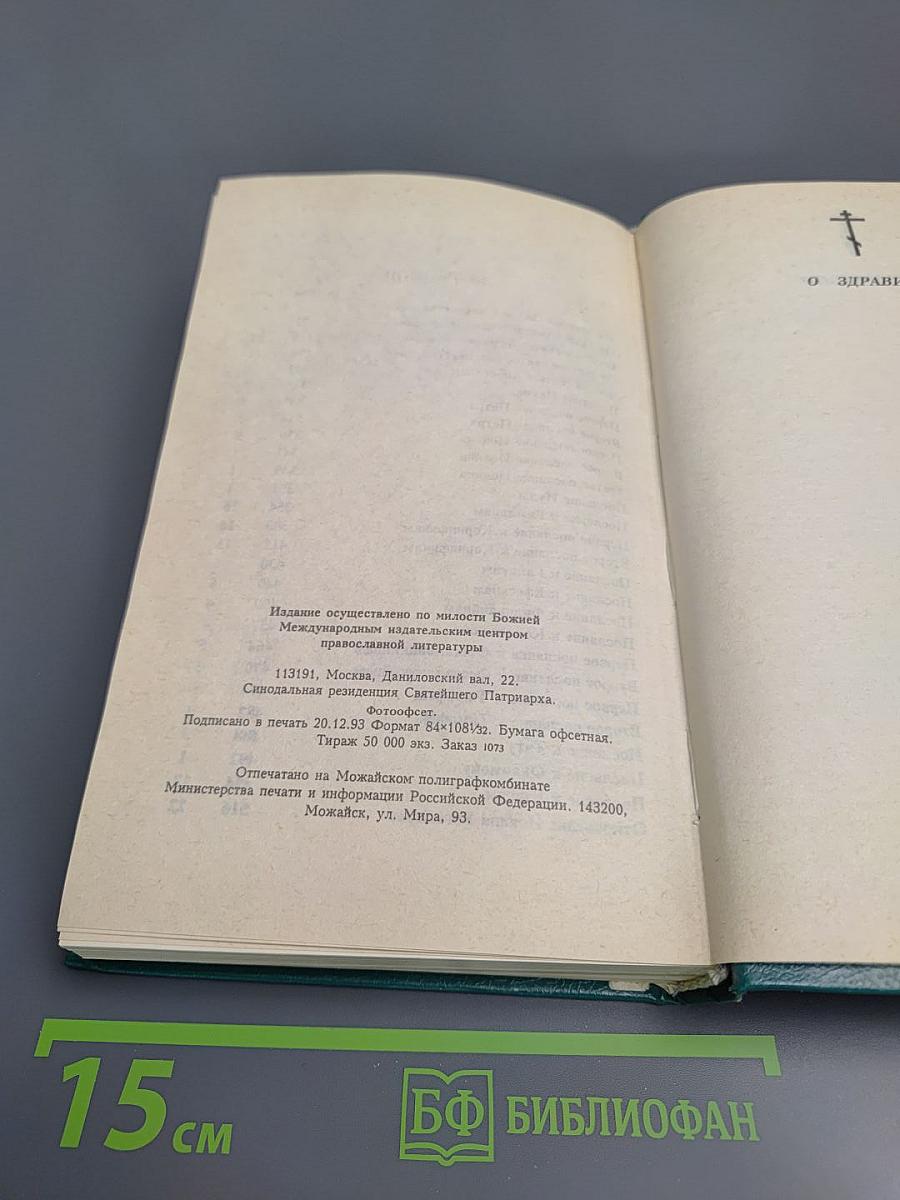 Издание осуществлено по милости Божией
Международным издательским центром
православной литературы
113191, Москва, Даниловский вал, 22.
Синодальная резиденция Святейшего Патриарха.
Фотоофсет.
Подписано в печать 20.12.93 Формат 84×108 1/32. Бумага офсетная.
Тираж 50 000 экз. Заказ 1073
Отпечатано на Можайском полиграфкомбинате
Министерства печати и информации Российской Федерации. 143200,
Можайск, ул. Мира, 93.
О ЗДРАВИ
15 см
БФ БИБЛИОФАН